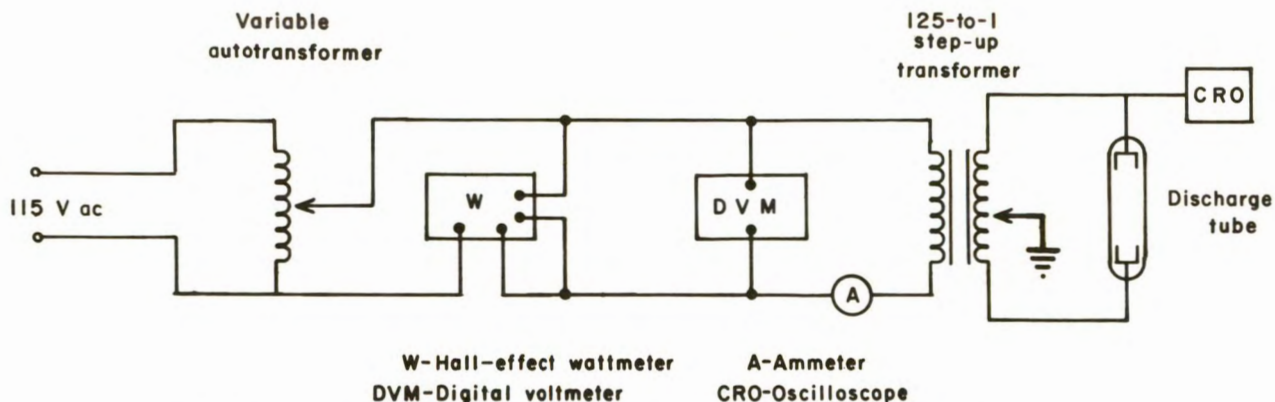 Variable
autotransformer
125-to-1
step-up
transformer
CRO
115 V ac
W
DVM
Discharge
tube
A
W-Hall-effect wattmeter
A-Ammeter
DVM-Digital voltmeter
CRO-Oscilloscope